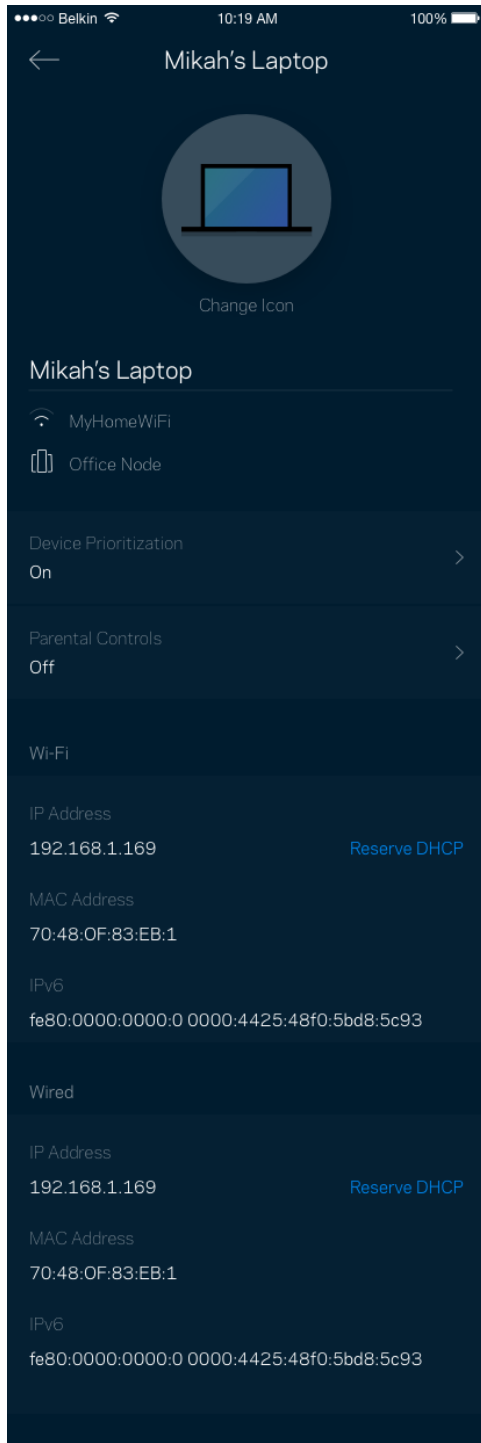 Belkin 10:19 AM 100%
Mikah's Laptop
Change Icon
Mikah's Laptop
MyHomeWiFi
Office Node
Device Prioritization
On
Parental Controls
Off
Wi-Fi
IP Address
192.168.1.169 Reserve DHCP
MAC Address
70:48:0F:83:EB:1
IPv6
fe80:0000:0000:0 0000:4425:48f0:5bd8:5c93
Wired
IP Address
192.168.1.169 Reserve DHCP
MAC Address
70:48:0F:83:EB:1
IPv6
fe80:0000:0000:0 0000:4425:48f0:5bd8:5c93